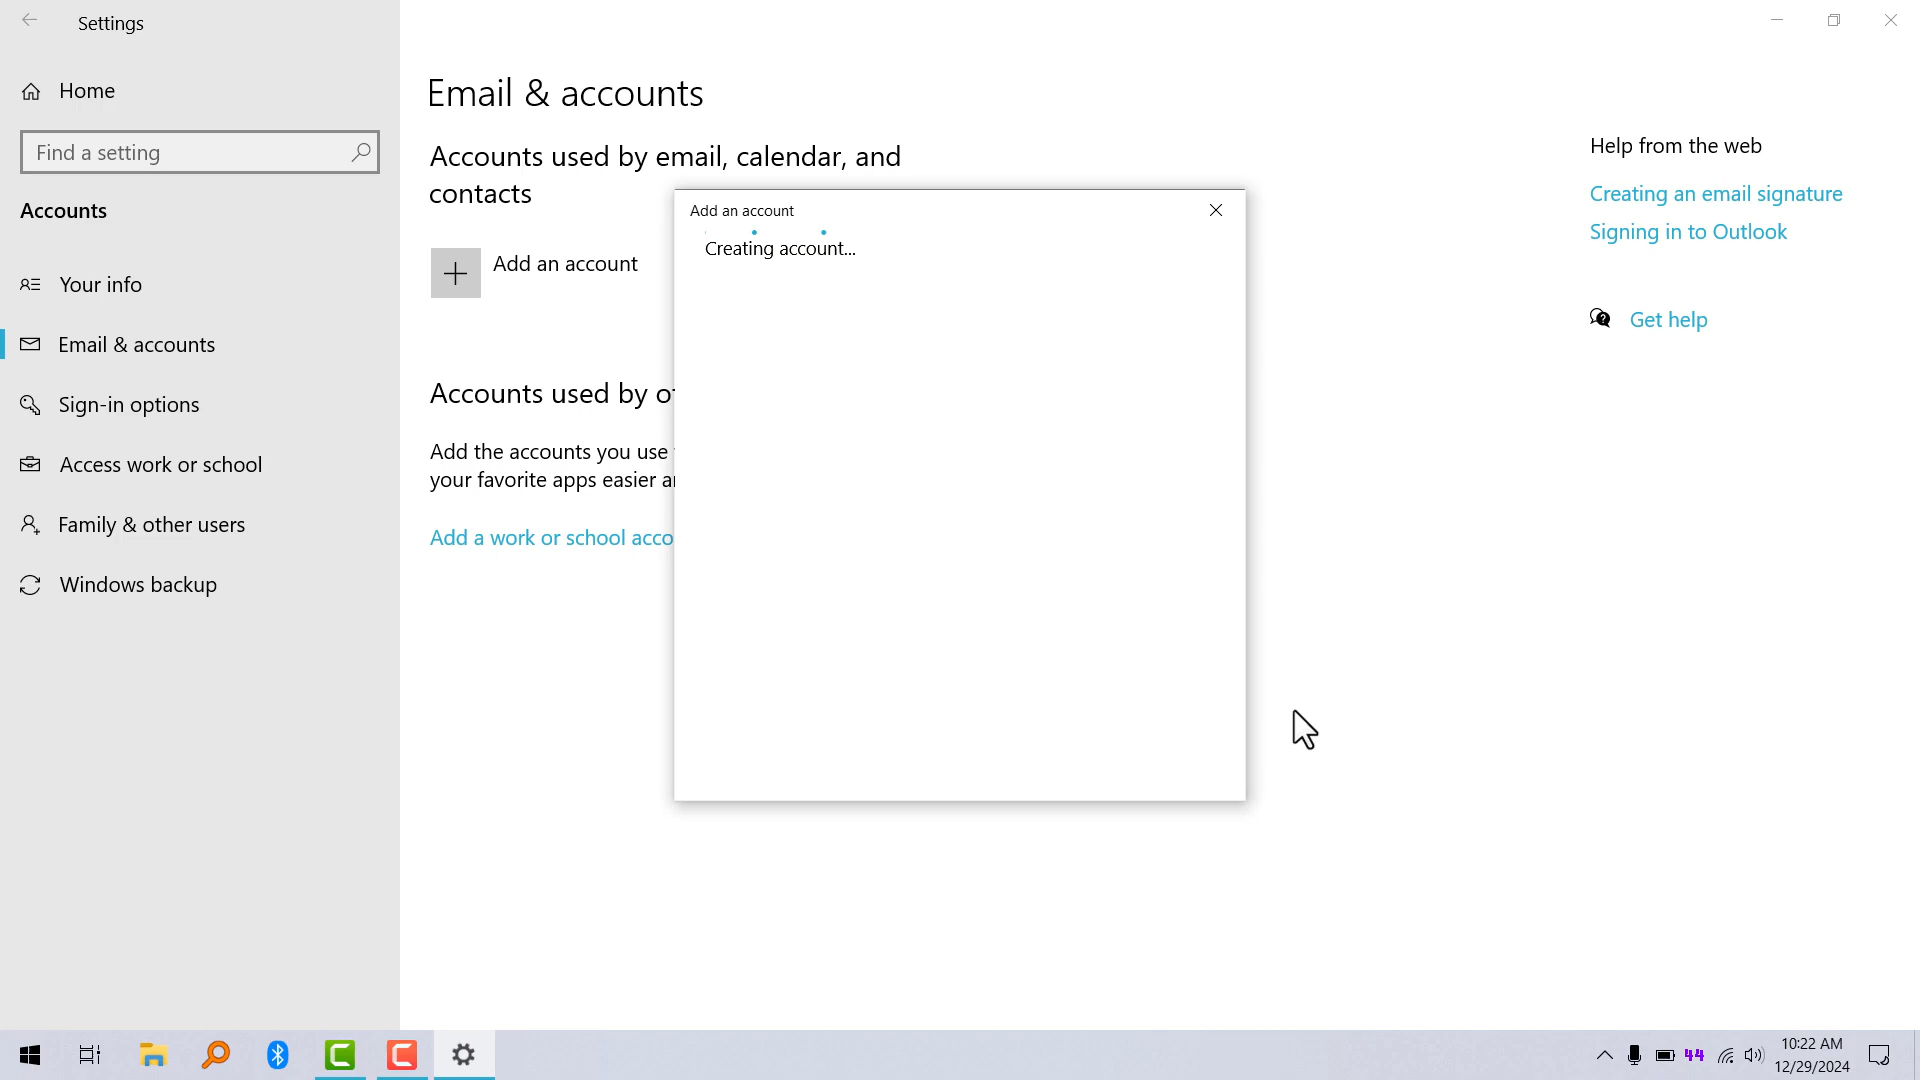 Settings
Home
Find a setting
Accounts
Your info
Email & accounts
Sign-in options
Access work or school
Family & other users
Windows backup
Email & accounts
Accounts used by email, calendar, and
contacts
Add an account
Accounts used by o
Add the accounts you use
your favorite apps easier a
Add a work or school acco
Add an account
Creating account...
Help from the web
Creating an email signature
Signing in to Outlook
Get help
44
10:22 AM
12/29/2024